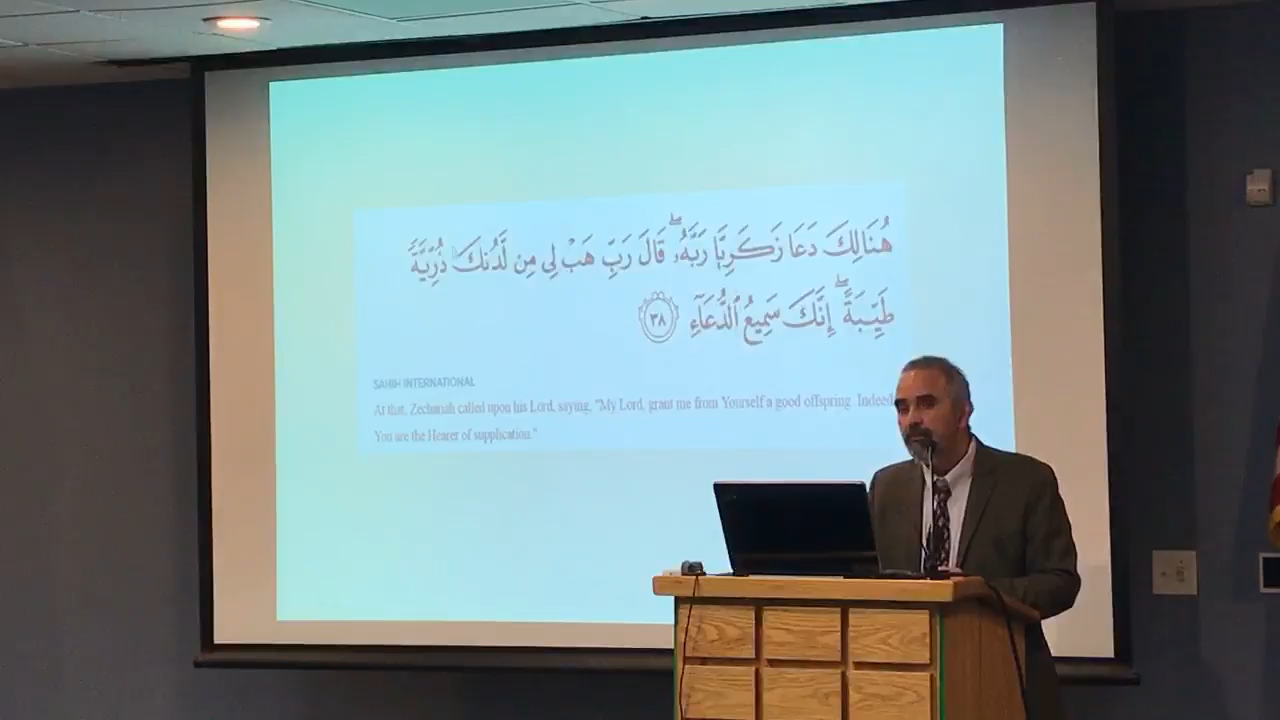 هُنَالِكَ دَعَا زَكَرِيَّا رَبَّهُۥ ۖ قَالَ رَبِّ هَبْ لِى مِن لَّدُنكَ ذُرِّيَّةً
طَيِّبَةً ۖ إِنَّكَ سَمِيعُ ٱلدُّعَآءِ ٣٨
SAHIH INTERNATIONAL
At that, Zechariah called upon his Lord, saying, "My Lord, grant me from Yourself a good offspring. Indeed
You are the Hearer of supplication."